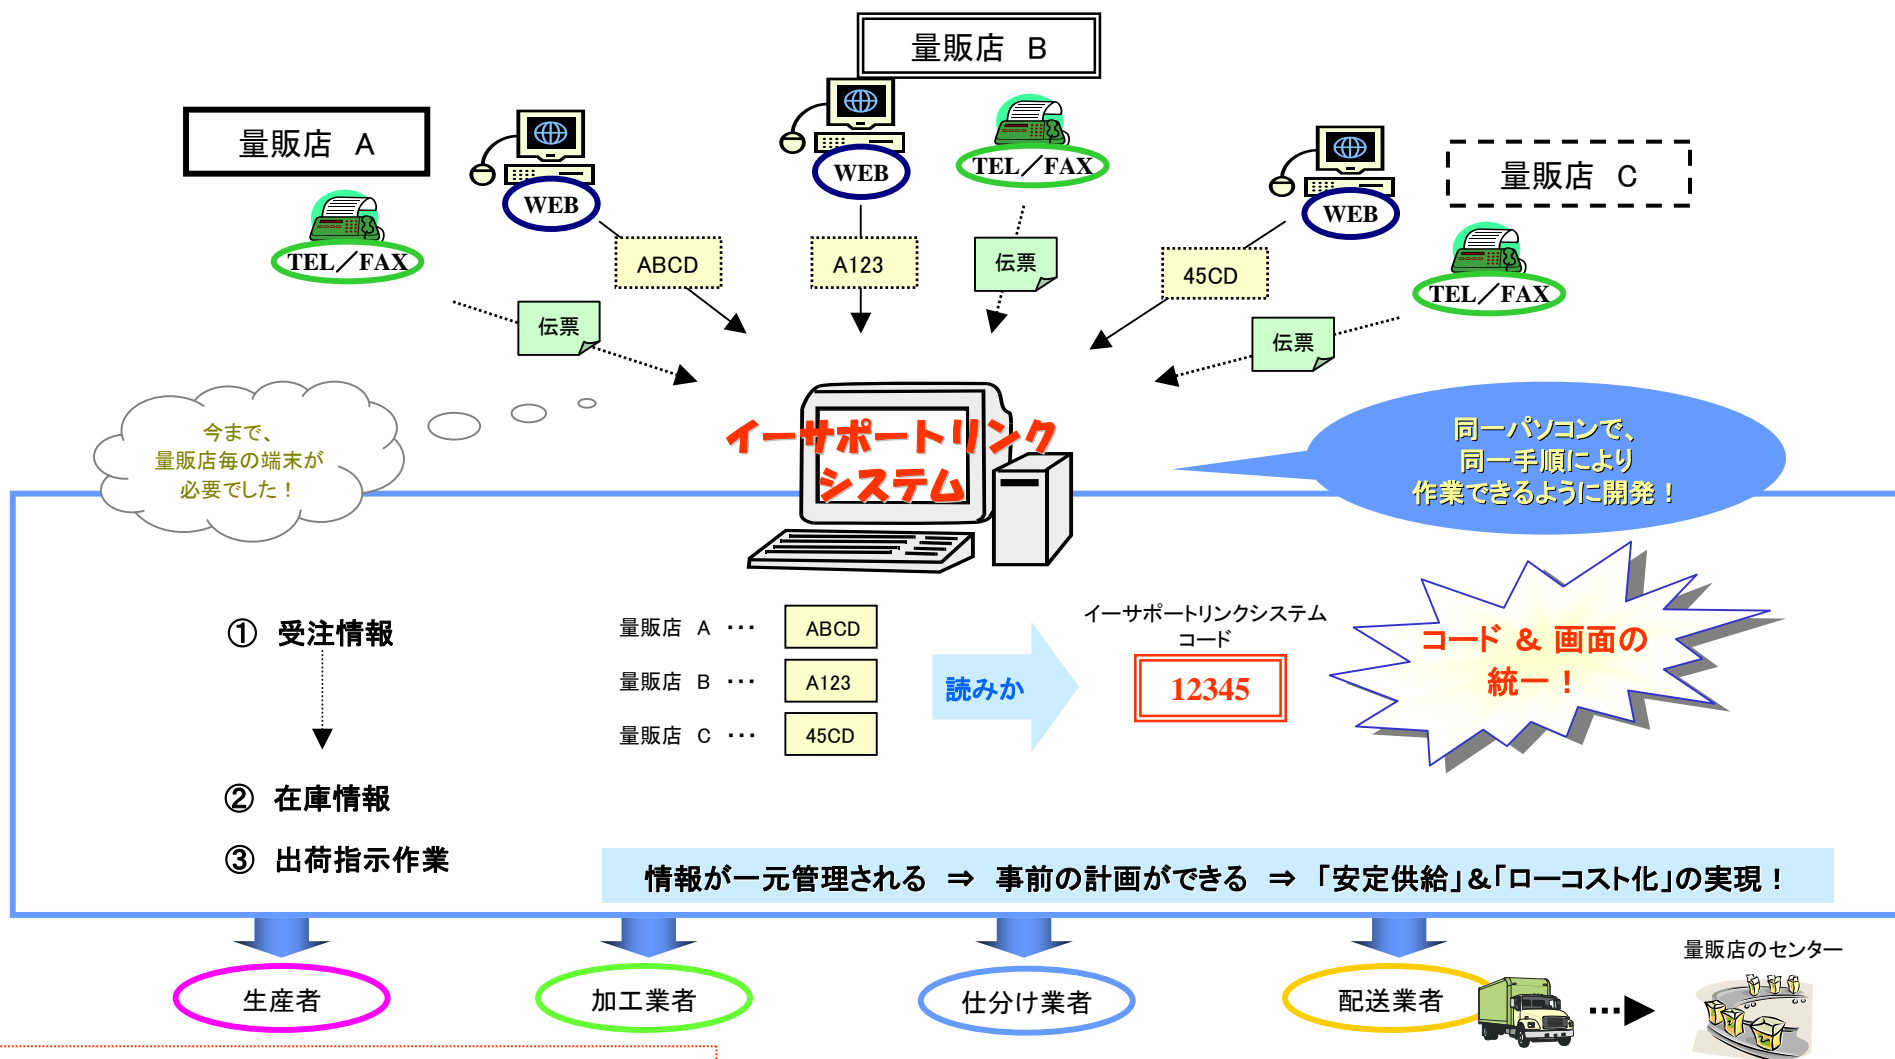 量販店 B
量販店 A
量販店 C
WEB
WEB
TEL／FAX
WEB
TEL／FAX
TEL／FAX
ABCD
A123
伝票
45CD
伝票
伝票
今まで、
量販店毎の端末が
必要でした！
イーサポートリンク
システム
同一パソコンで、
同一手順により
作業できるように開発！
① 受注情報
② 在庫情報
③ 出荷指示作業
量販店 A ・・・ ABCD
量販店 B ・・・ A123
量販店 C ・・・ 45CD
読みか
イーサポートリンクシステム
コード
12345
コード ＆ 画面の
統一！
情報が一元管理される ⇒ 事前の計画ができる ⇒ 「安定供給」＆「ローコスト化」の実現！
生産者
加工業者
仕分け業者
配送業者
量販店のセンター